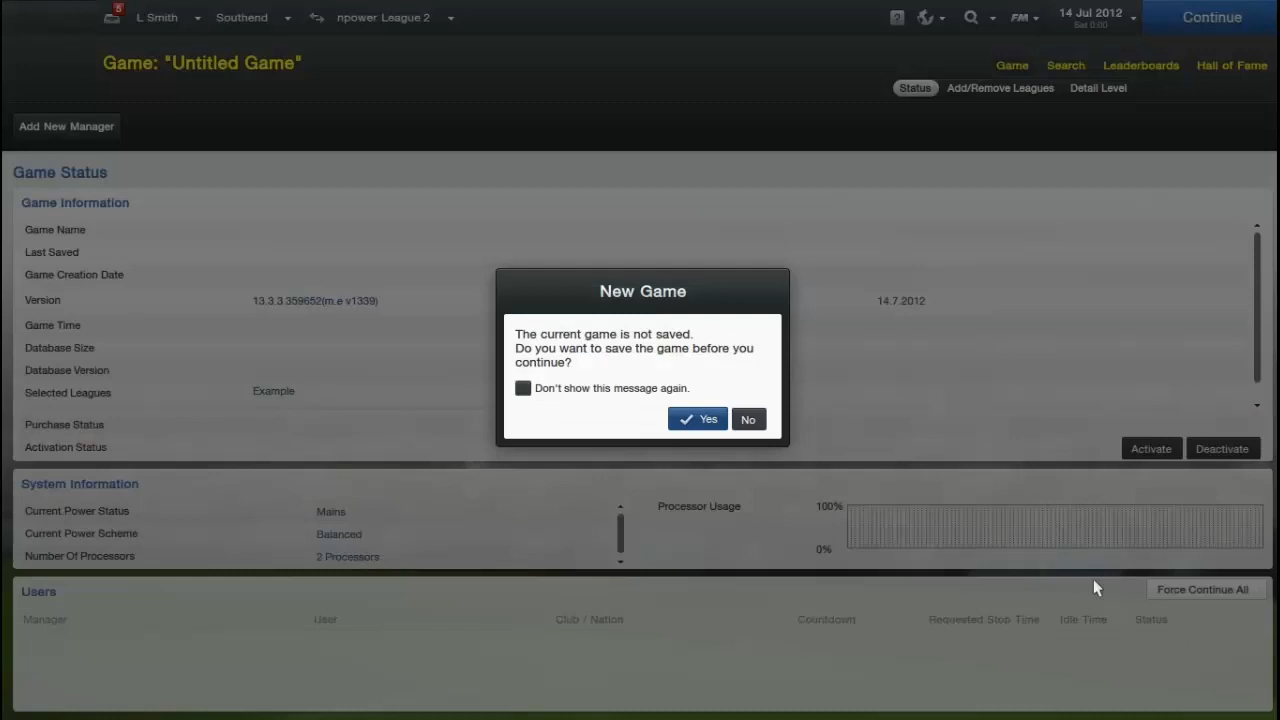 5 L Smith Southend npower League 2 FM 14 Jul 2012 Continue
Sat 0:00
Game: "Untitled Game" Game Search Leaderboards Hall of Fame
Status Add/Remove Leagues Detail Level
Add New Manager
Game Status
Game Information
Game Name
Last Saved
Game Creation Date
Version 13.3.3 359652(m.e v1339) 14.7.2012
Game Time
Database Size
Database Version
Selected Leagues Example
Purchase Status
Activation Status
Activate Deactivate
New Game
The current game is not saved.
Do you want to save the game before you
continue?
Don't show this message again.
Yes No
System Information
Current Power Status Mains
Current Power Scheme Balanced
Number Of Processors 2 Processors
Processor Usage 100%
0%
Users Force Continue All
Manager User Club / Nation Countdown Requested Stop Time Idle Time Status